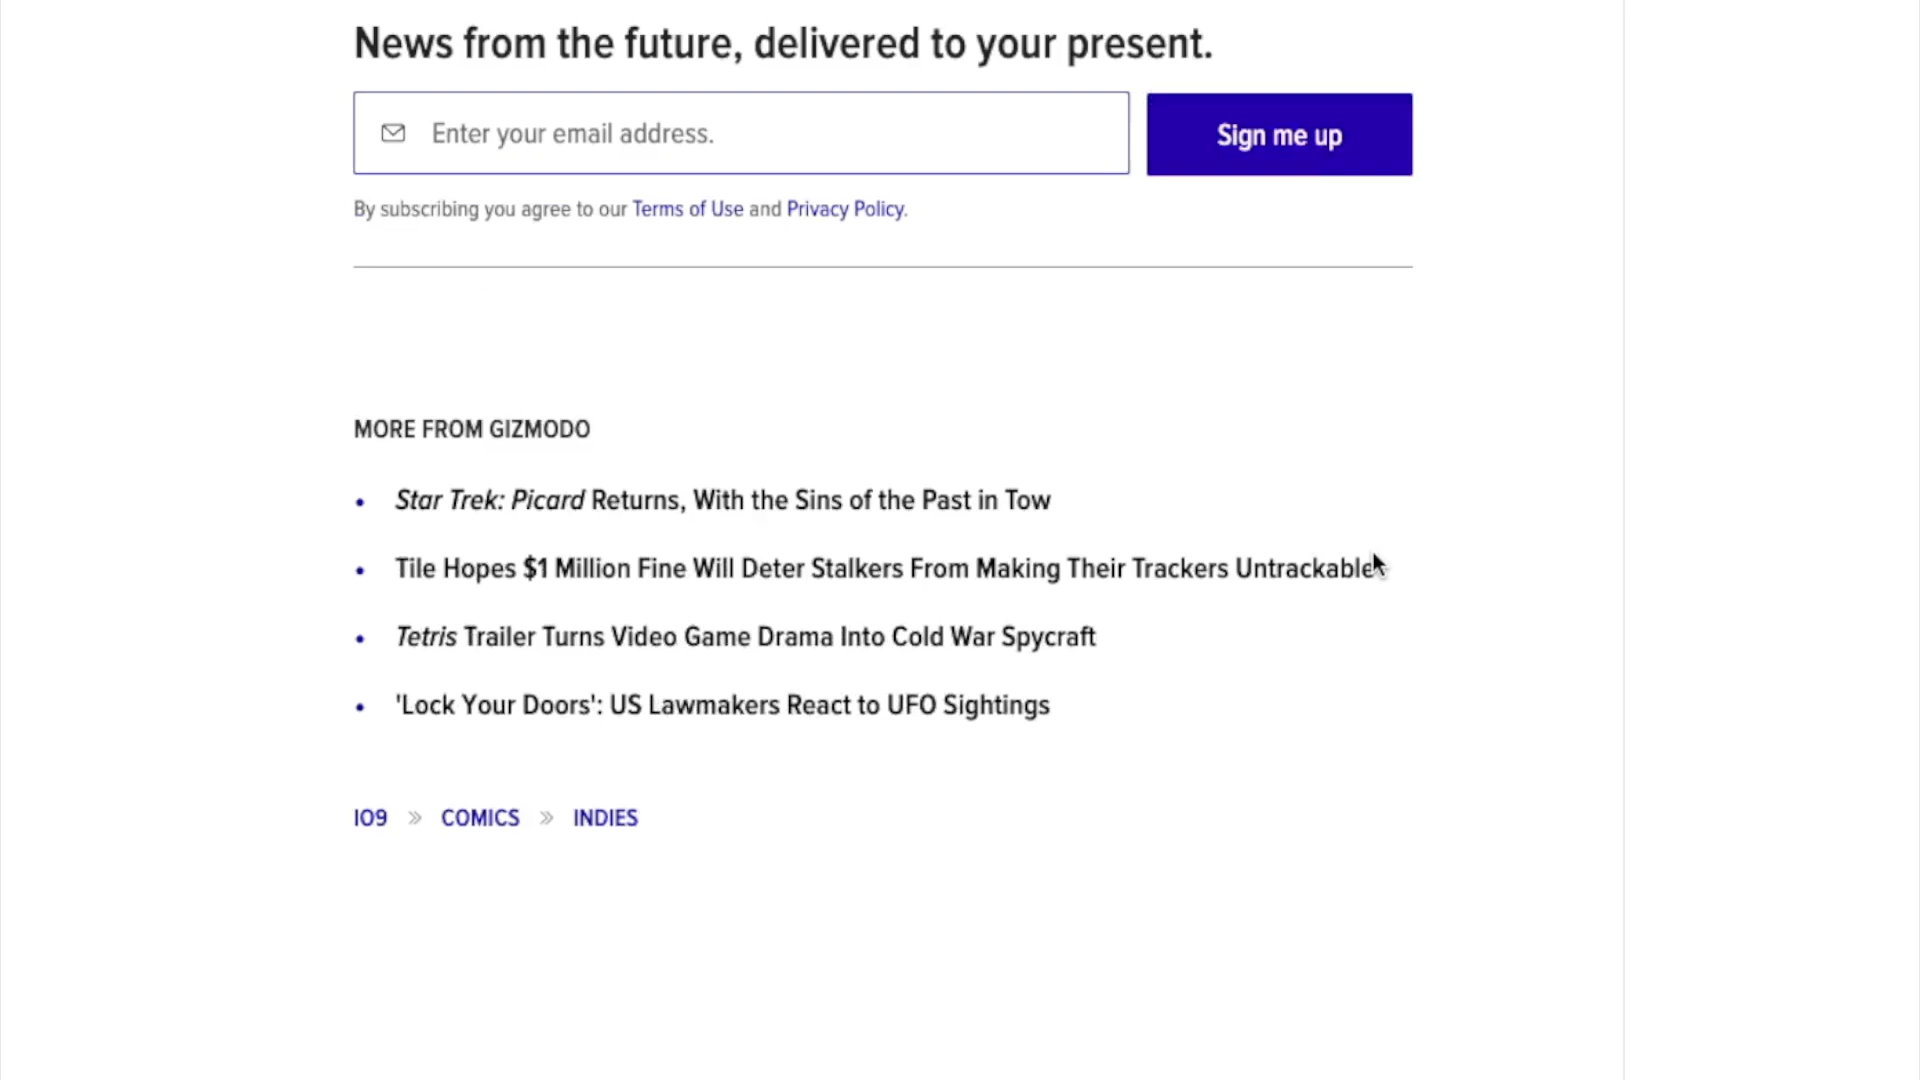 News from the future, delivered to your present.
Enter your email address.
Sign me up
By subscribing you agree to our Terms of Use and Privacy Policy.
MORE FROM GIZMODO
• Star Trek: Picard Returns, With the Sins of the Past in Tow
• Tile Hopes $1 Million Fine Will Deter Stalkers From Making Their Trackers Untrackable
• Tetris Trailer Turns Video Game Drama Into Cold War Spycraft
• 'Lock Your Doors': US Lawmakers React to UFO Sightings
IO9 » COMICS » INDIES